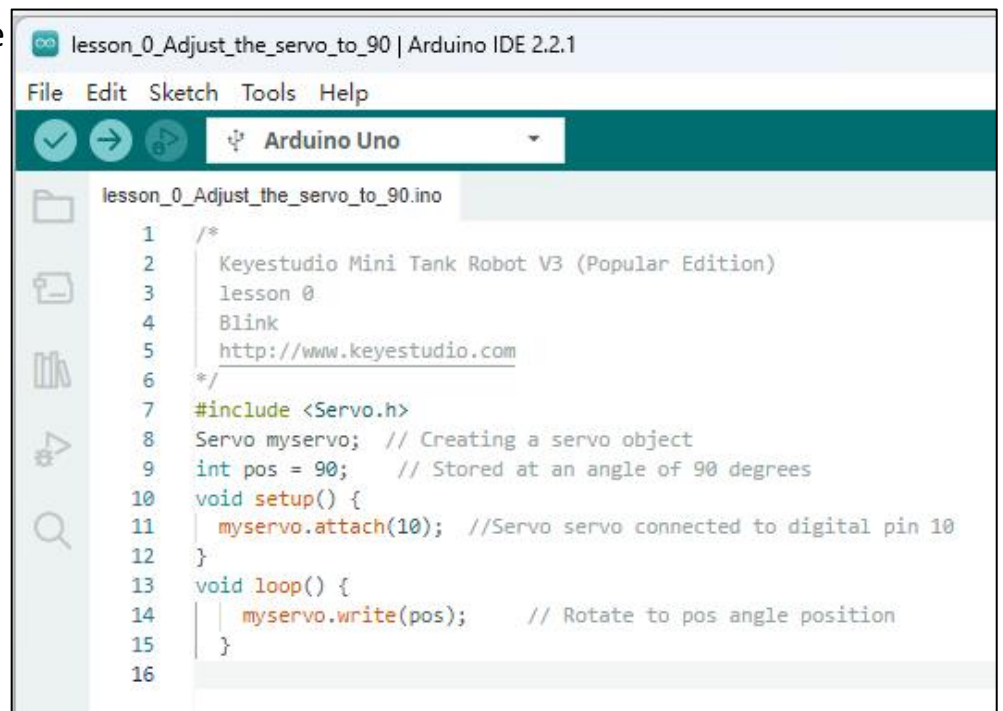 e
lesson_0_Adjust_the_servo_to_90 | Arduino IDE 2.2.1
File Edit Sketch Tools Help
Arduino Uno
lesson_0_Adjust_the_servo_to_90.ino
1 /*
2 Keyestudio Mini Tank Robot V3 (Popular Edition)
3 lesson 0
4 Blink
5 http://www.keyestudio.com
6 */
7 #include <Servo.h>
8 Servo myservo; // Creating a servo object
9 int pos = 90; // Stored at an angle of 90 degrees
10 void setup() {
11 myservo.attach(10); //Servo servo connected to digital pin 10
12 }
13 void loop() {
14 myservo.write(pos); // Rotate to pos angle position
15 }
16